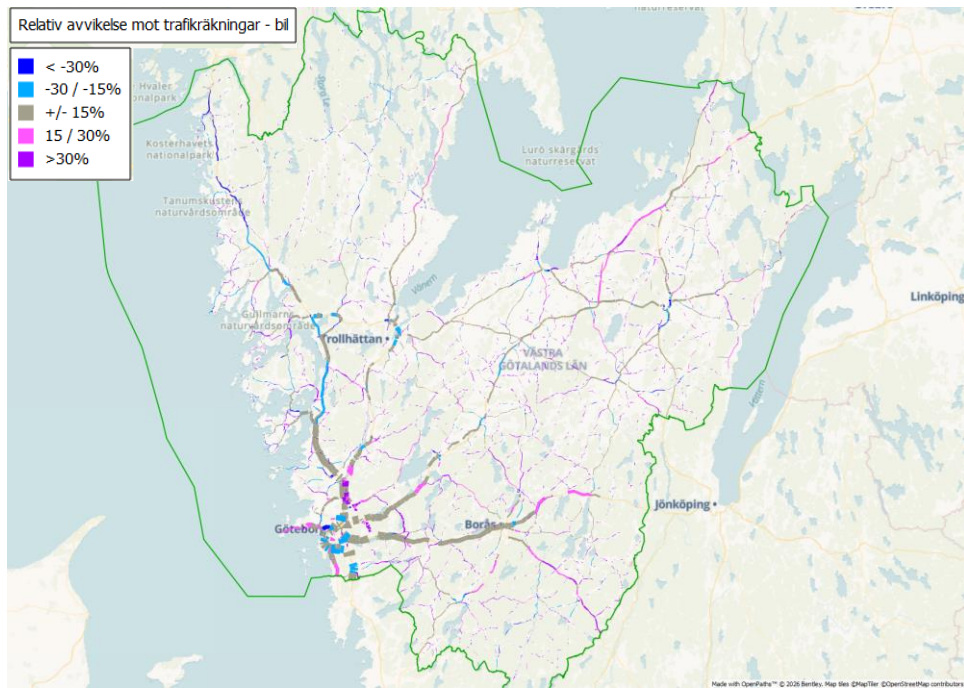 Relativ avvikelse mot trafikräkningar - bil
< -30%
-30 / -15%
+/- 15%
15 / 30%
>30%
naturreservat
Kosterhavets
nationalpark
Lurö skärgårds
naturreservat
Tanumskustens
naturvårdsområde
Vänern
Linköping
Gullmarns
naturvårdsområde
Trollhättan
VÄSTRA
GÖTALANDS LÄN
Vättern
Jönköping
Borås
Göteborg
Made with OpenPaths™ © 2026 Bentley. Map tiles ©MapTiler ©OpenStreetMap contributors